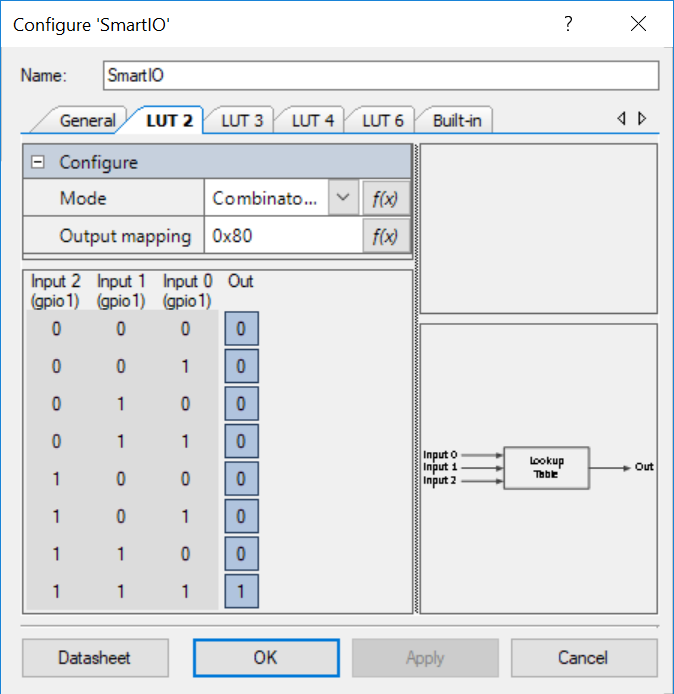 Configure 'SmartIO'
?
Name: SmartIO
General LUT 2 LUT 3 LUT 4 LUT 6 Built-in
Configure
Mode Combinato... f(x)
Output mapping 0x80 f(x)
Input 2 Input 1 Input 0 Out
(gpio1) (gpio1) (gpio1)
0 0 0 0
0 0 1 0
0 1 0 0
0 1 1 0
1 0 0 0
1 0 1 0
1 1 0 0
1 1 1 1
Input 0
Input 1
Input 2
Lookup
Table
Out
Datasheet OK Apply Cancel